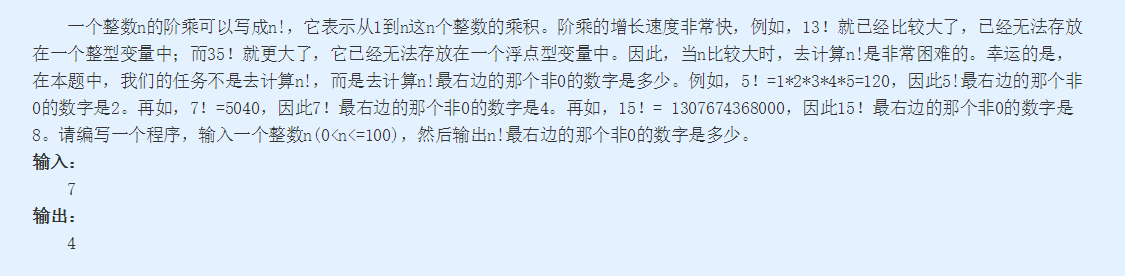 一个整数n的阶乘可以写成n!，它表示从1到n这n个整数的乘积。阶乘的增长速度非常快，例如，13！就已经比较大了，已经无法存放
在一个整型变量中；而35！就更大了，它已经无法存放在一个浮点型变量中。因此，当n比较大时，去计算n!是非常困难的。幸运的是，
在本题中，我们的任务不是去计算n!，而是去计算n!最右边的那个非0的数字是多少。例如，5！=1*2*3*4*5=120，因此5!最右边的那个非
0的数字是2。再如，7！=5040，因此7！最右边的那个非0的数字是4。再如，15！= 1307674368000，因此15！最右边的那个非0的数字是
8。请编写一个程序，输入一个整数n(0<n<=100)，然后输出n!最右边的那个非0的数字是多少。
输入：
7
输出：
4